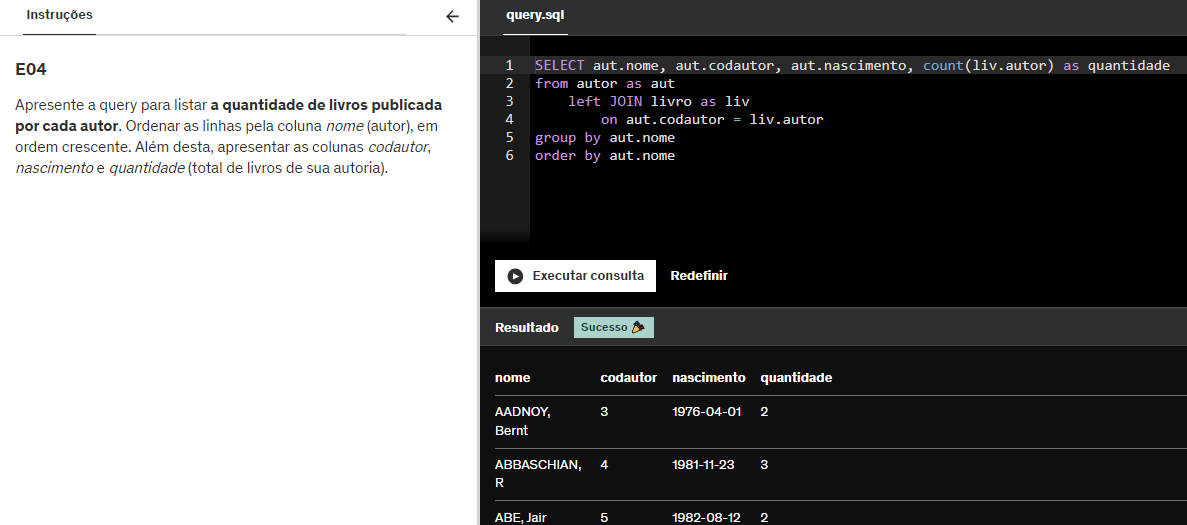 Instruções
E04
Apresente a query para listar a quantidade de livros publicada
por cada autor. Ordenar as linhas pela coluna nome (autor), em
ordem crescente. Além desta, apresentar as colunas codautor,
nascimento e quantidade (total de livros de sua autoria).
query.sql
1 SELECT aut.nome, aut.codautor, aut.nascimento, count(liv.autor) as quantidade
2 from autor as aut
3 left JOIN livro as liv
4 on aut.codautor = liv.autor
5 group by aut.nome
6 order by aut.nome
Executar consulta Redefinir
Resultado Sucesso
nome codautor nascimento quantidade
AADNOY, 3 1976-04-01 2
Bernt
ABBASCHIAN, 4 1981-11-23 3
R
ABE, Jair 5 1982-08-12 2